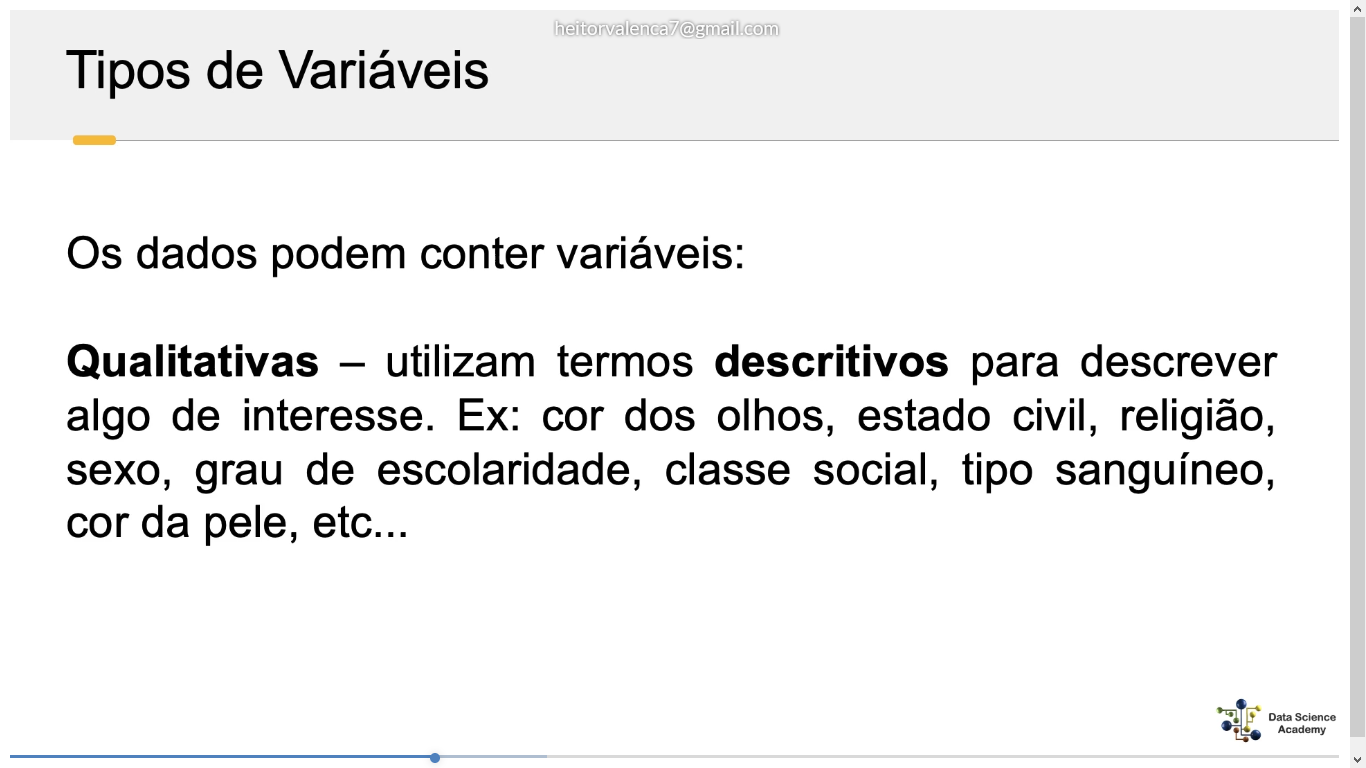 heitorvalenca7@gmail.com
Tipos de Variáveis
Os dados podem conter variáveis:
Qualitativas – utilizam termos descritivos para descrever
algo de interesse. Ex: cor dos olhos, estado civil, religião,
sexo, grau de escolaridade, classe social, tipo sanguíneo,
cor da pele, etc...
Data Science
Academy